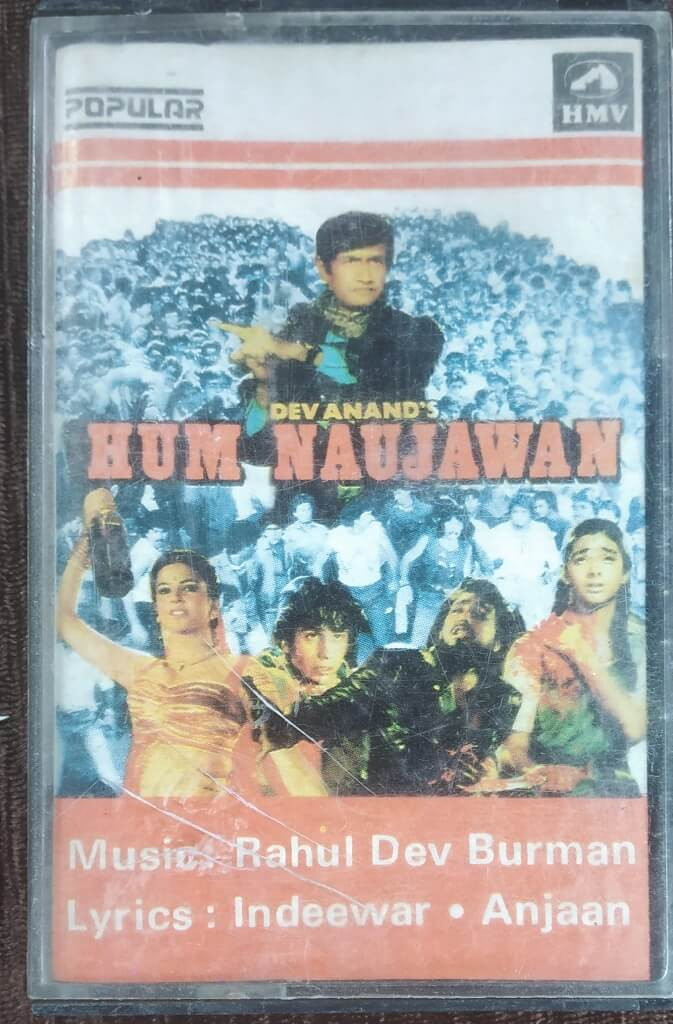 POPULAR
HMV
DEV ANAND'S
HUM NAUJAWAN
Music: Rahul Dev Burman
Lyrics : Indeewar • Anjaan